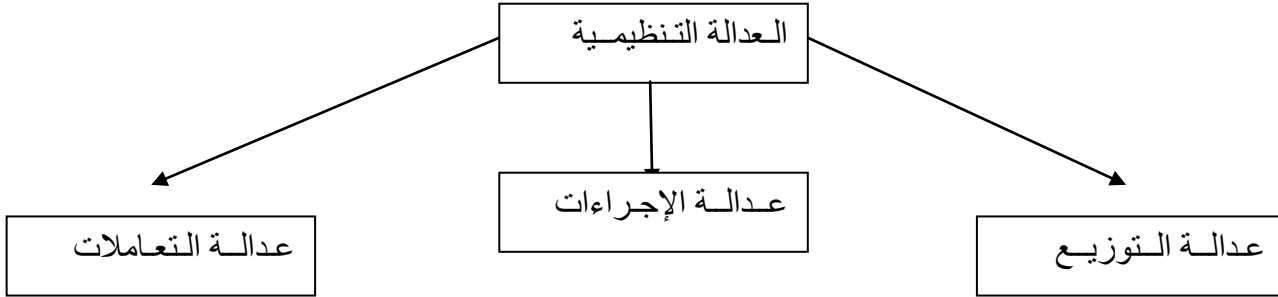 العدالة التنظيمية
عدالة الإجراءات
عدالة التوزيع
عدالة التعاملات